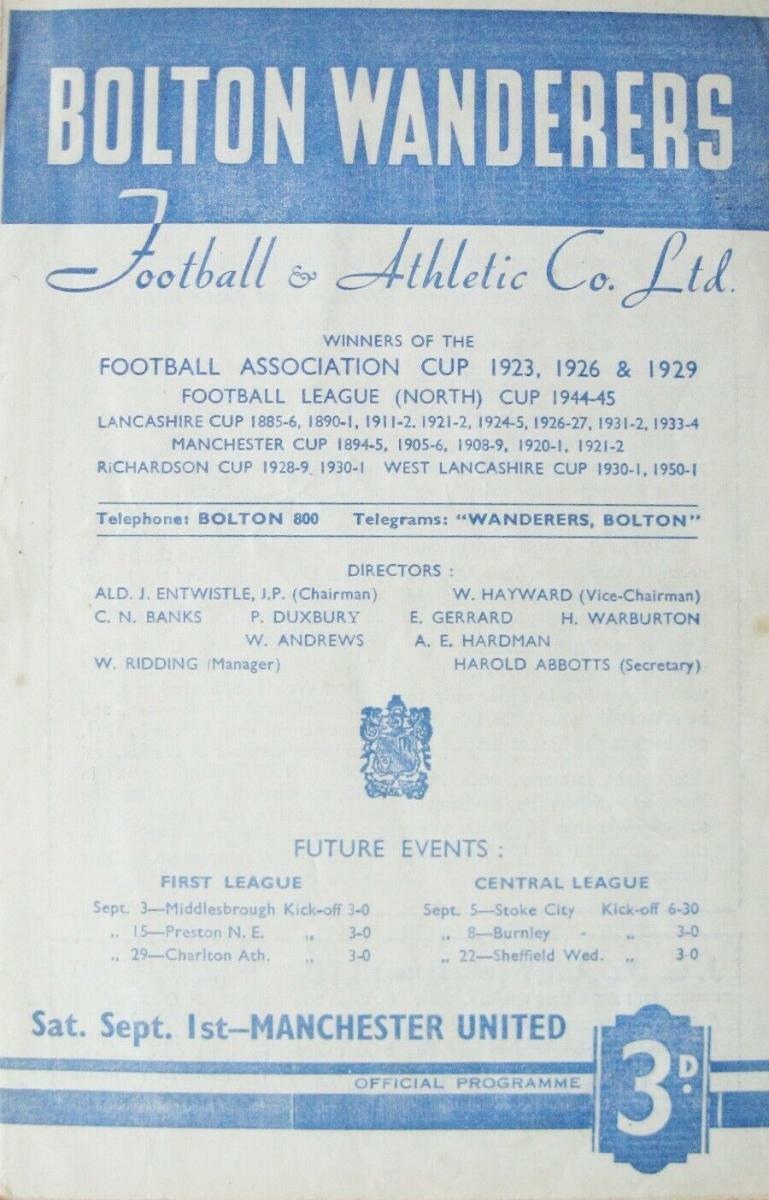 BOLTON WANDERERS
Football & Athletic Co. Ltd.
WINNERS OF THE
FOOTBALL ASSOCIATION CUP 1923, 1926 & 1929
FOOTBALL LEAGUE (NORTH) CUP 1944-45
LANCASHIRE CUP 1885-6, 1890-1, 1911-2. 1921-2, 1924-5, 1926-27, 1931-2, 1933-4
MANCHESTER CUP 1894-5, 1905-6, 1908-9, 1920-1, 1921-2
RiCHARDSON CUP 1928-9, 1930-1 WEST LANCASHIRE CUP 1930-1, 1950-1
Telephone: BOLTON 800 Telegrams: "WANDERERS, BOLTON"
DIRECTORS :
ALD. J. ENTWISTLE, J.P. (Chairman) W. HAYWARD (Vice-Chairman)
C. N. BANKS P. DUXBURY E. GERRARD H. WARBURTON
W. ANDREWS A. E. HARDMAN
W. RIDDING (Manager) HAROLD ABBOTTS (Secretary)
FUTURE EVENTS :
FIRST LEAGUE
Sept. 3—Middlesbrough Kick-off 3-0
„ 15—Preston N. E. „ 3-0
„ 29—Charlton Ath. „ 3-0
CENTRAL LEAGUE
Sept. 5—Stoke City Kick-off 6-30
„ 8—Burnley - „ 3-0
„ 22—Sheffield Wed. „ 3 0
Sat. Sept. 1st—MANCHESTER UNITED
OFFICIAL PROGRAMME
3D.